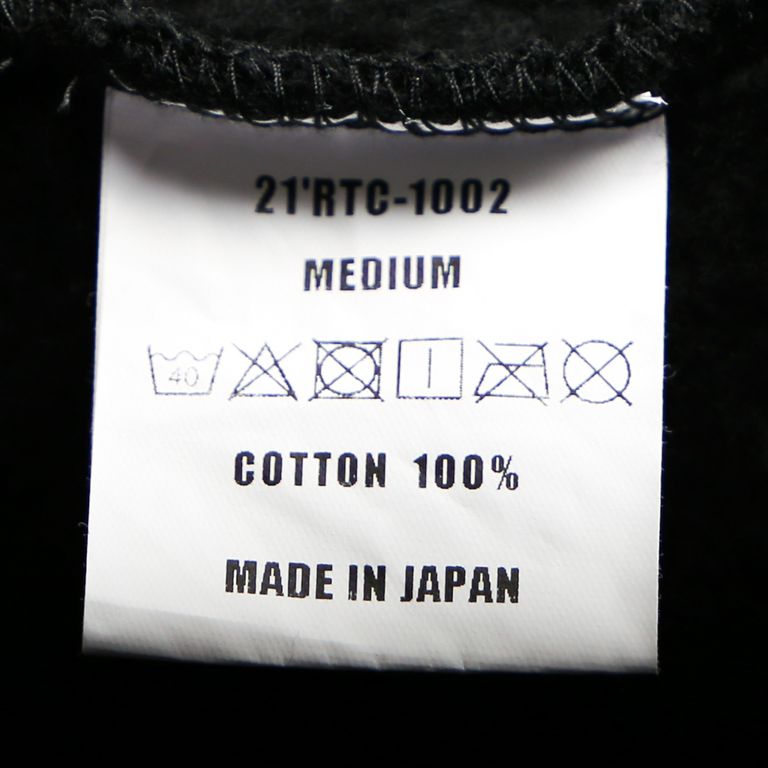 21'RTC-1002
MEDIUM
40
COTTON 100%
MADE IN JAPAN